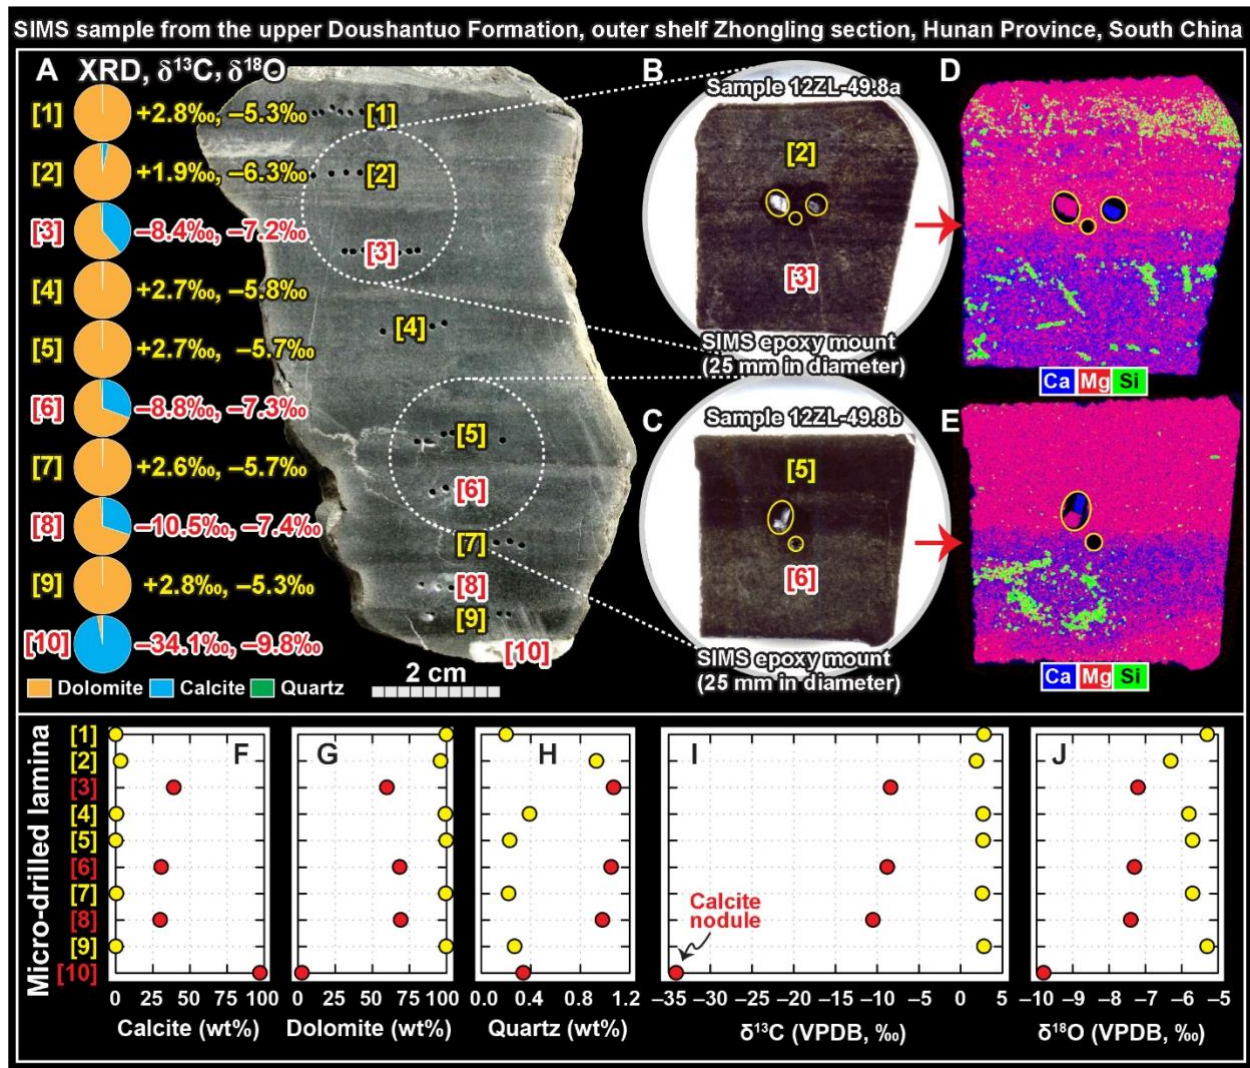 SIMS sample from the upper Doushantuo Formation, outer shelf Zhongling section, Hunan Province, South China
A XRD, δ¹³C, δ¹⁸O
[1] +2.8‰, –5.3‰
[2] +1.9‰, –6.3‰
[3] –8.4‰, –7.2‰
[4] +2.7‰, –5.8‰
[5] +2.7‰, –5.7‰
[6] –8.8‰, –7.3‰
[7] +2.6‰, –5.7‰
[8] –10.5‰, –7.4‰
[9] +2.8‰, –5.3‰
[10] –34.1‰, –9.8‰
Dolomite Calcite Quartz
[1]
[2]
[3]
[4]
[5]
[6]
[7]
[8]
[9]
[10]
2 cm
B
Sample 12ZL-49.8a
[2]
[3]
SIMS epoxy mount
(25 mm in diameter)
C
Sample 12ZL-49.8b
[5]
[6]
SIMS epoxy mount
(25 mm in diameter)
D
Ca Mg Si
E
Ca Mg Si
Micro-drilled lamina
[1]
[2]
[3]
[4]
[5]
[6]
[7]
[8]
[9]
[10]
F
0 25 50 75 100
Calcite (wt%)
G
0 25 50 75 100
Dolomite (wt%)
H
0.0 0.4 0.8 1.2
Quartz (wt%)
I
Calcite
nodule
–35 –30 –25 –20 –15 –10 –5 0 5
δ¹³C (VPDB, ‰)
J
–10 –9 –8 –7 –6 –5
δ¹⁸O (VPDB, ‰)